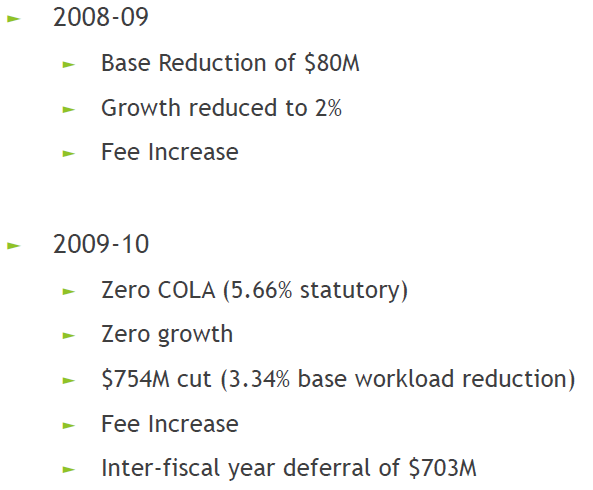 2008-09
Base Reduction of $80M
Growth reduced to 2%
Fee Increase
2009-10
Zero COLA (5.66% statutory)
Zero growth
$754M cut (3.34% base workload reduction)
Fee Increase
Inter-fiscal year deferral of $703M